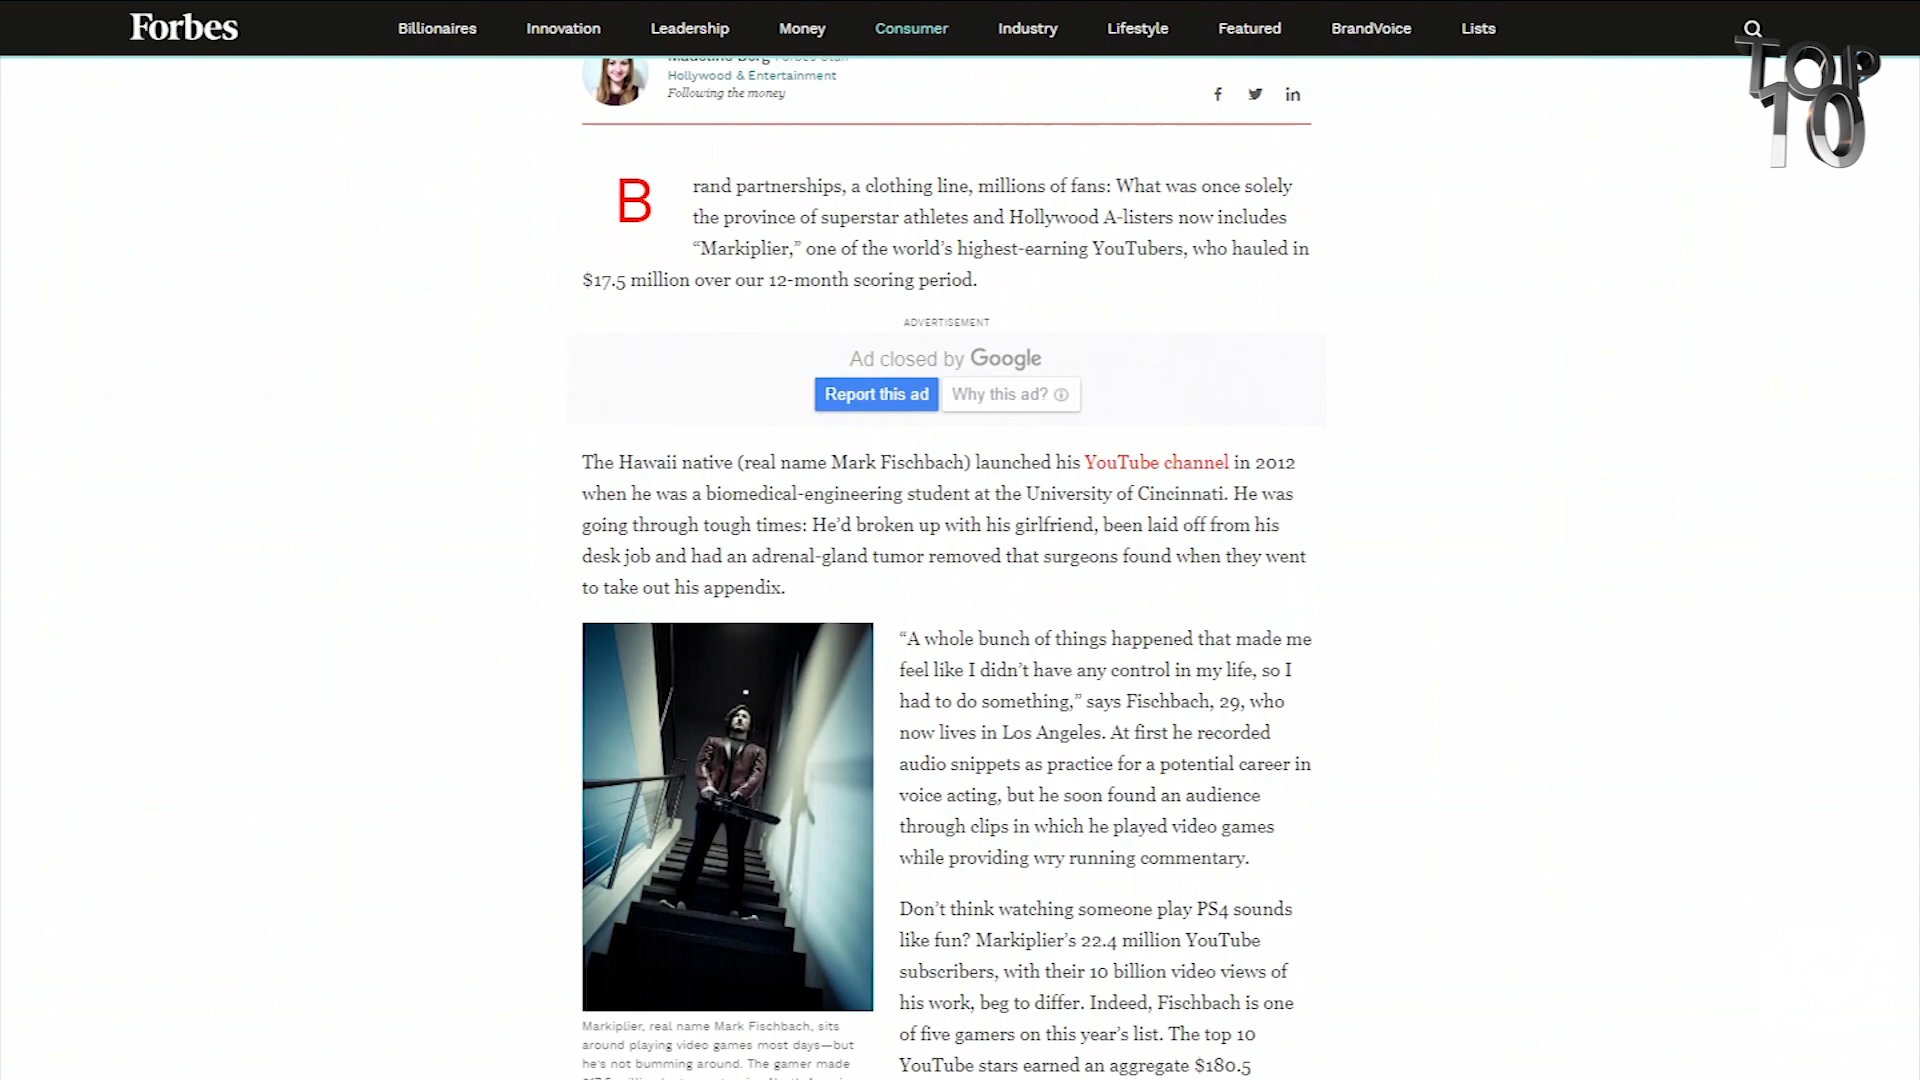 Forbes
Billionaires
Innovation
Leadership
Money
Consumer
Industry
Lifestyle
Featured
BrandVoice
Lists
TOP
10
Hollywood & Entertainment
Following the money
Brand partnerships, a clothing line, millions of fans: What was once solely
the province of superstar athletes and Hollywood A-listers now includes
“Markiplier,” one of the world’s highest-earning YouTubers, who hauled in
$17.5 million over our 12-month scoring period.
ADVERTISEMENT
Ad closed by Google
Report this ad
Why this ad?
The Hawaii native (real name Mark Fischbach) launched his YouTube channel in 2012
when he was a biomedical-engineering student at the University of Cincinnati. He was
going through tough times: He’d broken up with his girlfriend, been laid off from his
desk job and had an adrenal-gland tumor removed that surgeons found when they went
to take out his appendix.
“A whole bunch of things happened that made me
feel like I didn’t have any control in my life, so I
had to do something,” says Fischbach, 29, who
now lives in Los Angeles. At first he recorded
audio snippets as practice for a potential career in
voice acting, but he soon found an audience
through clips in which he played video games
while providing wry running commentary.
Don’t think watching someone play PS4 sounds
like fun? Markiplier’s 22.4 million YouTube
subscribers, with their 10 billion video views of
his work, beg to differ. Indeed, Fischbach is one
of five gamers on this year’s list. The top 10
YouTube stars earned an aggregate $180.5
Markiplier, real name Mark Fischbach, sits
around playing video games most days—but
he's not bumming around. The gamer made